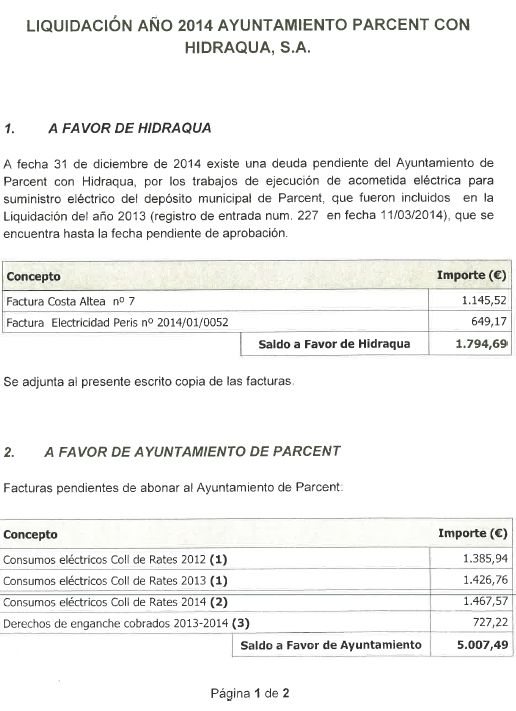 LIQUIDACIÓN AÑO 2014 AYUNTAMIENTO PARCENT CON
HIDRAQUA, S.A.
1. A FAVOR DE HIDRAQUA
A fecha 31 de diciembre de 2014 existe una deuda pendiente del Ayuntamiento de
Parcent con Hidraqua, por los trabajos de ejecución de acometida eléctrica para
suministro eléctrico del depósito municipal de Parcent, que fueron incluidos en la
Liquidación del año 2013 (registro de entrada num. 227 en fecha 11/03/2014), que se
encuentra hasta la fecha pendiente de aprobación.
Concepto Importe (€)
Factura Costa Altea nº 7 1.145,52
Factura Electricidad Peris nº 2014/01/0052 649,17
Saldo a Favor de Hidraqua 1.794,69
Se adjunta al presente escrito copia de las facturas.
2. A FAVOR DE AYUNTAMIENTO DE PARCENT
Facturas pendientes de abonar al Ayuntamiento de Parcent:
Concepto Importe (€)
Consumos eléctricos Coll de Rates 2012 (1) 1.385,94
Consumos eléctricos Coll de Rates 2013 (1) 1.426,76
Consumos eléctricos Coll de Rates 2014 (2) 1.467,57
Derechos de enganche cobrados 2013-2014 (3) 727,22
Saldo a Favor de Ayuntamiento 5.007,49
Página 1 de 2